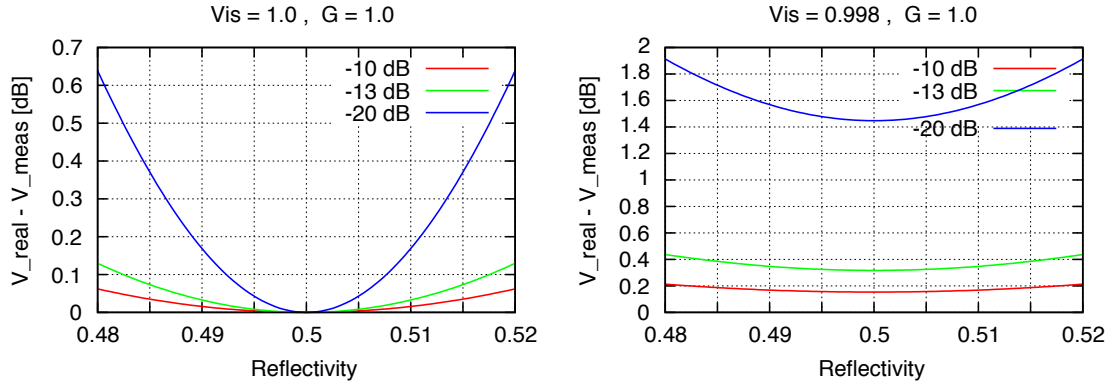 Vis = 1.0 , G = 1.0
V_real - V_meas [dB]
0.7
0.6
0.5
0.4
0.3
0.2
0.1
0
-10 dB
-13 dB
-20 dB
0.48
0.49
0.5
0.51
0.52
Reflectivity
Vis = 0.998 , G = 1.0
V_real - V_meas [dB]
2
1.8
1.6
1.4
1.2
1
0.8
0.6
0.4
0.2
0
-10 dB
-13 dB
-20 dB
0.48
0.49
0.5
0.51
0.52
Reflectivity